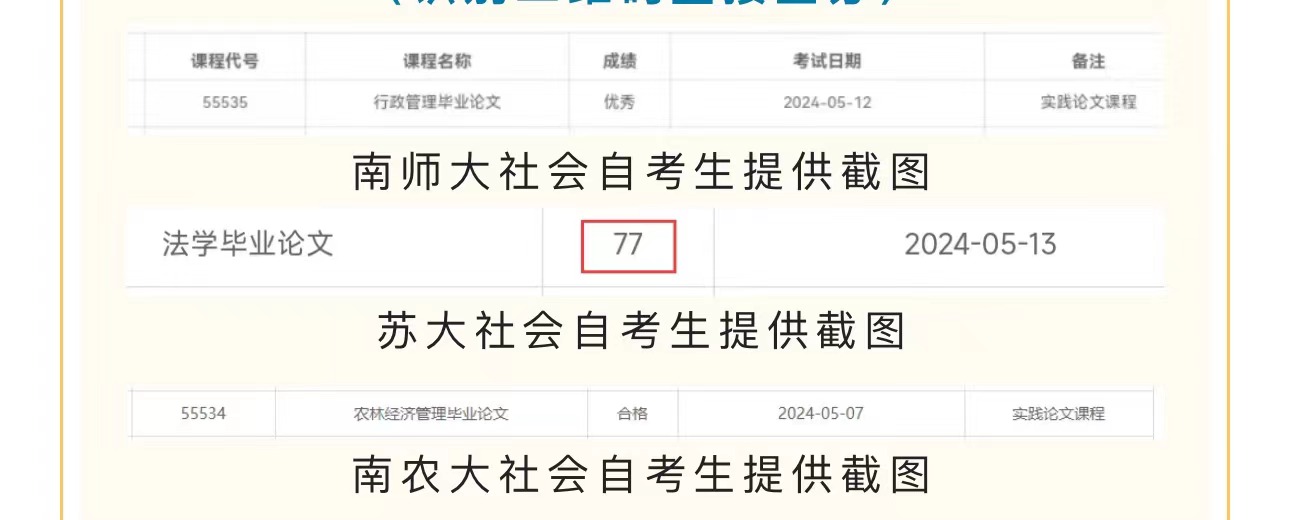 课程代号 课程名称 成绩 考试日期 备注
55535 行政管理毕业论文 优秀 2024-05-12 实践论文课程
南师大社会自考生提供截图
法学毕业论文 77 2024-05-13
苏大社会自考生提供截图
55534 农林经济管理毕业论文 合格 2024-05-07 实践论文课程
南农大社会自考生提供截图